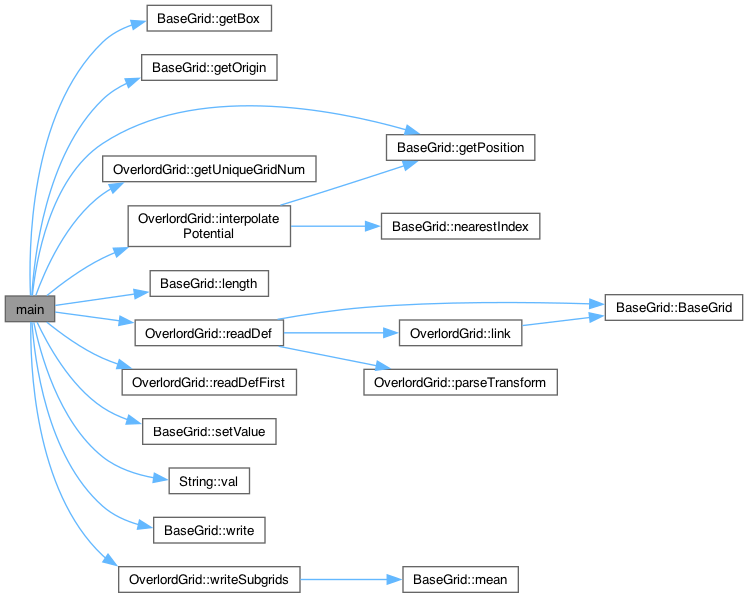 BaseGrid::getBox
BaseGrid::getOrigin
BaseGrid::getPosition
OverlordGrid::getUniqueGridNum
OverlordGrid::interpolate
Potential
BaseGrid::nearestIndex
BaseGrid::length
main
BaseGrid::BaseGrid
OverlordGrid::readDef
OverlordGrid::link
OverlordGrid::readDefFirst
OverlordGrid::parseTransform
BaseGrid::setValue
String::val
BaseGrid::write
OverlordGrid::writeSubgrids
BaseGrid::mean